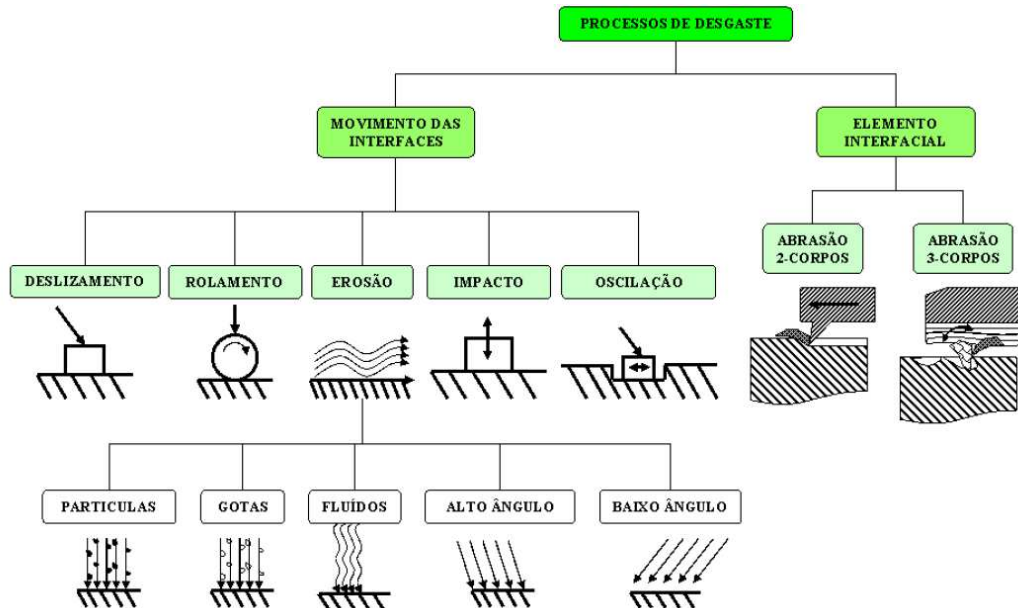 PROCESSOS DE DESGASTE
MOVIMENTO DAS
INTERFACES
ELEMENTO
INTERFACIAL
ABRASÃO
2-CORPOS
ABRASÃO
3-CORPOS
DESLIZAMENTO
ROLAMENTO
EROSÃO
IMPACTO
OSCILAÇÃO
PARTICULAS
GOTAS
FLUÍDOS
ALTO ÂNGULO
BAIXO ÂNGULO